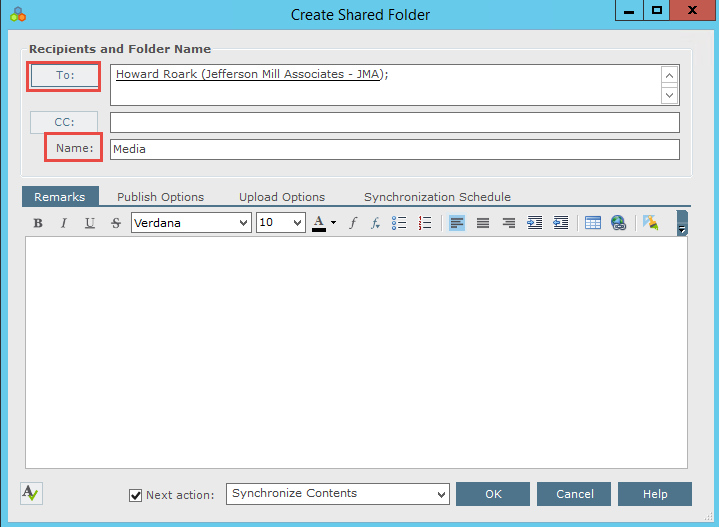 Create Shared Folder
Recipients and Folder Name
To:
Howard Roark (Jefferson Mill Associates - JMA);
CC:
Name:
Media
Remarks Publish Options Upload Options Synchronization Schedule
B I U S Verdana 10 A f fx
Next action: Synchronize Contents OK Cancel Help